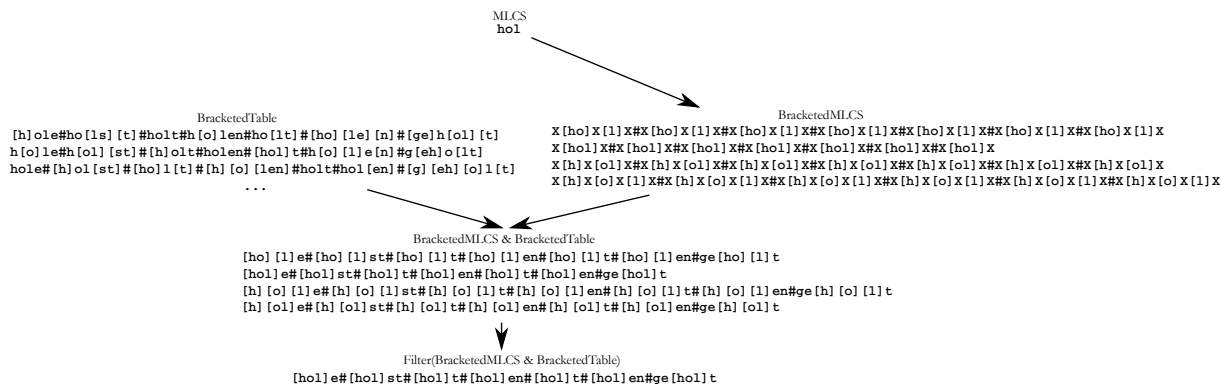 MLCS
hol
BracketedTable
[h]ole#ho[ls][t]#holt#h[o]len#ho[lt]#[ho][le][n]#[ge]h[ol][t]
h[o]le#h[ol][st]#[h]olt#holen#[hol]t#h[o][l]e[n]#g[eh]o[lt]
hole#[h]ol[st]#[ho]l[t]#[h][o][len]#holt#hol[en]#[g][eh][o]l[t]
...
BracketedMLCS
X[ho]X[l]X#X[ho]X[l]X#X[ho]X[l]X#X[ho]X[l]X#X[ho]X[l]X#X[ho]X[l]X#X[ho]X[l]X
X[hol]X#X[hol]X#X[hol]X#X[hol]X#X[hol]X#X[hol]X#X[hol]X
X[h]X[ol]X#X[h]X[ol]X#X[h]X[ol]X#X[h]X[ol]X#X[h]X[ol]X#X[h]X[ol]X#X[h]X[ol]X
X[h]X[o]X[l]X#X[h]X[o]X[l]X#X[h]X[o]X[l]X#X[h]X[o]X[l]X#X[h]X[o]X[l]X#X[h]X[o]X[l]X
BracketedMLCS & BracketedTable
[ho][l]e#[ho][l]st#[ho][l]t#[ho][l]en#[ho][l]t#[ho][l]en#ge[ho][l]t
[hol]e#[hol]st#[hol]t#[hol]en#[hol]t#[hol]en#ge[hol]t
[h][o][l]e#[h][o][l]st#[h][o][l]t#[h][o][l]en#[h][o][l]t#[h][o][l]en#ge[h][o][l]t
[h][ol]e#[h][ol]st#[h][ol]t#[h][ol]en#[h][ol]t#[h][ol]en#ge[h][ol]t
Filter(BracketedMLCS & BracketedTable)
[hol]e#[hol]st#[hol]t#[hol]en#[hol]t#[hol]en#ge[hol]t